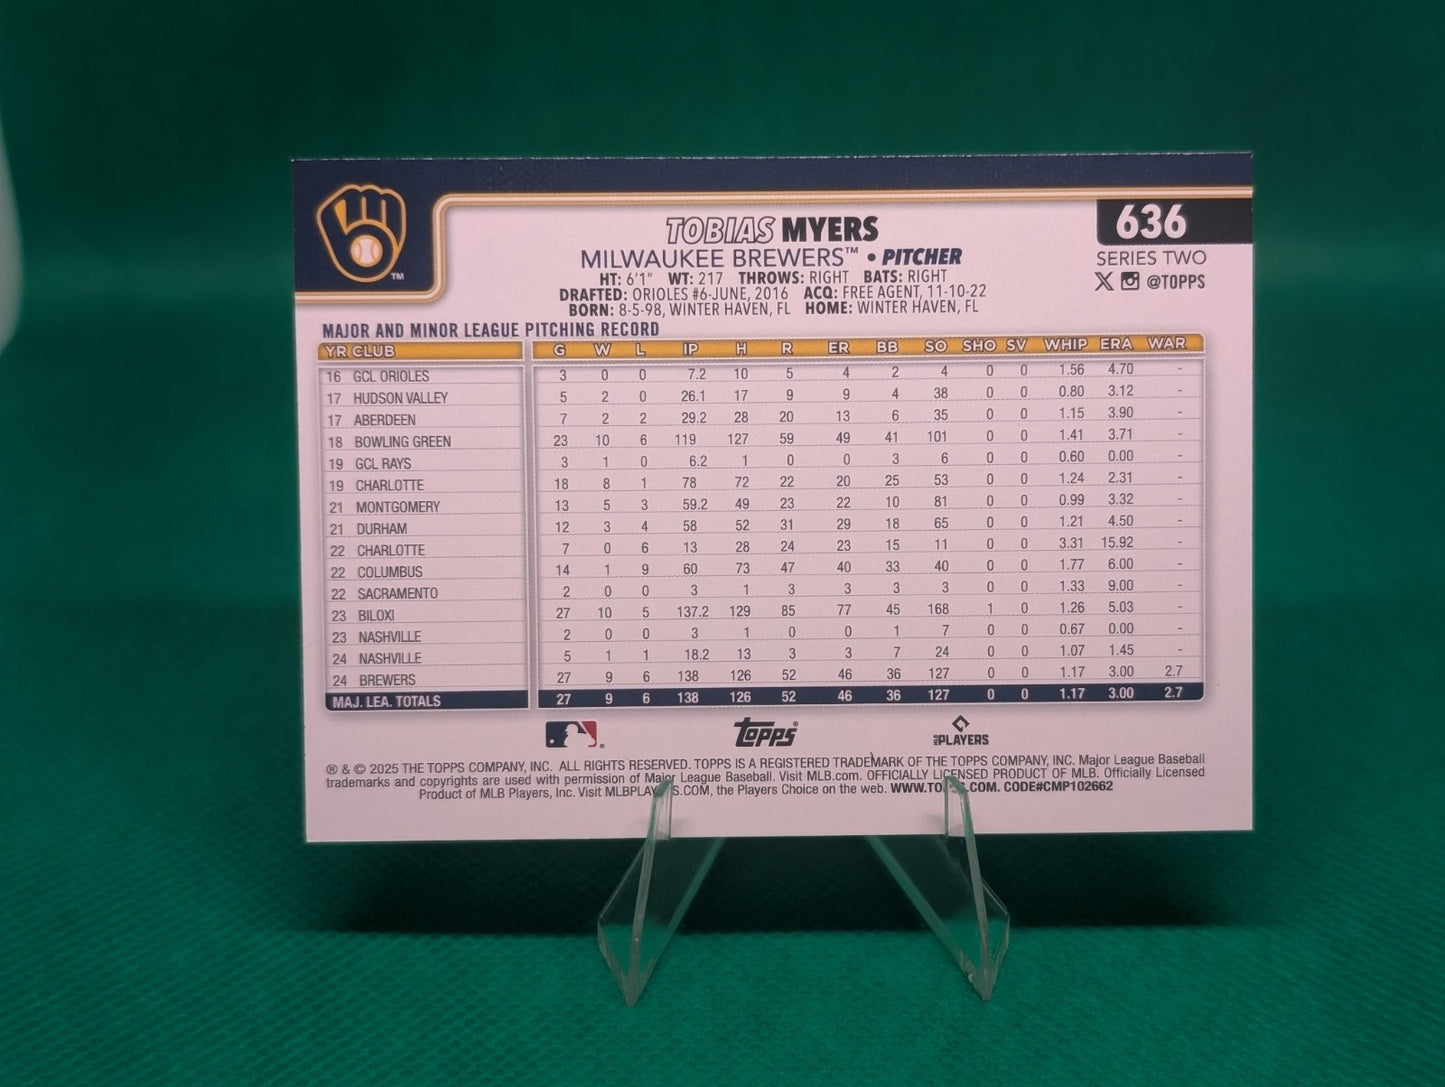 TOBIAS MYERS
636
MILWAUKEE BREWERS™ • PITCHER
SERIES TWO
HT: 6'1" WT: 217 THROWS: RIGHT BATS: RIGHT
@TOPPS
DRAFTED: ORIOLES #6-JUNE, 2016 ACQ: FREE AGENT, 11-10-22
BORN: 8-5-98, WINTER HAVEN, FL HOME: WINTER HAVEN, FL
TM
MAJOR AND MINOR LEAGUE PITCHING RECORD
YR CLUB G W L IP H R ER BB SO SHO SV WHIP ERA WAR
16 GCL ORIOLES 3 0 0 7.2 10 5 4 2 4 0 0 1.56 4.70 -
17 HUDSON VALLEY 5 2 0 26.1 17 9 9 4 38 0 0 0.80 3.12 -
17 ABERDEEN 7 2 2 29.2 28 20 13 6 35 0 0 1.15 3.90 -
18 BOWLING GREEN 23 10 6 119 127 59 49 41 101 0 0 1.41 3.71 -
19 GCL RAYS 3 1 0 6.2 1 0 0 3 6 0 0 0.60 0.00 -
19 CHARLOTTE 18 8 1 78 72 22 20 25 53 0 0 1.24 2.31 -
21 MONTGOMERY 13 5 3 59.2 49 23 22 10 81 0 0 0.99 3.32 -
21 DURHAM 12 3 4 58 52 31 29 18 65 0 0 1.21 4.50 -
22 CHARLOTTE 7 0 6 13 28 24 23 15 11 0 0 3.31 15.92 -
22 COLUMBUS 14 1 9 60 73 47 40 33 40 0 0 1.77 6.00 -
22 SACRAMENTO 2 0 0 3 1 3 3 3 3 0 0 1.33 9.00 -
23 BILOXI 27 10 5 137.2 129 85 77 45 168 1 0 1.26 5.03 -
23 NASHVILLE 2 0 0 3 1 0 0 1 7 0 0 0.67 0.00 -
24 NASHVILLE 5 1 1 18.2 13 3 3 7 24 0 0 1.07 1.45 -
24 BREWERS 27 9 6 138 126 52 46 36 127 0 0 1.17 3.00 2.7
MAJ. LEA. TOTALS 27 9 6 138 126 52 46 36 127 0 0 1.17 3.00 2.7
topps®
MLB PLAYERS
® & © 2025 THE TOPPS COMPANY, INC. ALL RIGHTS RESERVED. TOPPS IS A REGISTERED TRADEMARK OF THE TOPPS COMPANY, INC. Major League Baseball
trademarks and copyrights are used with permission of Major League Baseball. Visit MLB.com. OFFICIALLY LICENSED PRODUCT OF MLB. Officially Licensed
Product of MLB Players, Inc. Visit MLBPLAY S.COM, the Players Choice on the web. WWW.TO S.COM. CODE#CMP102662